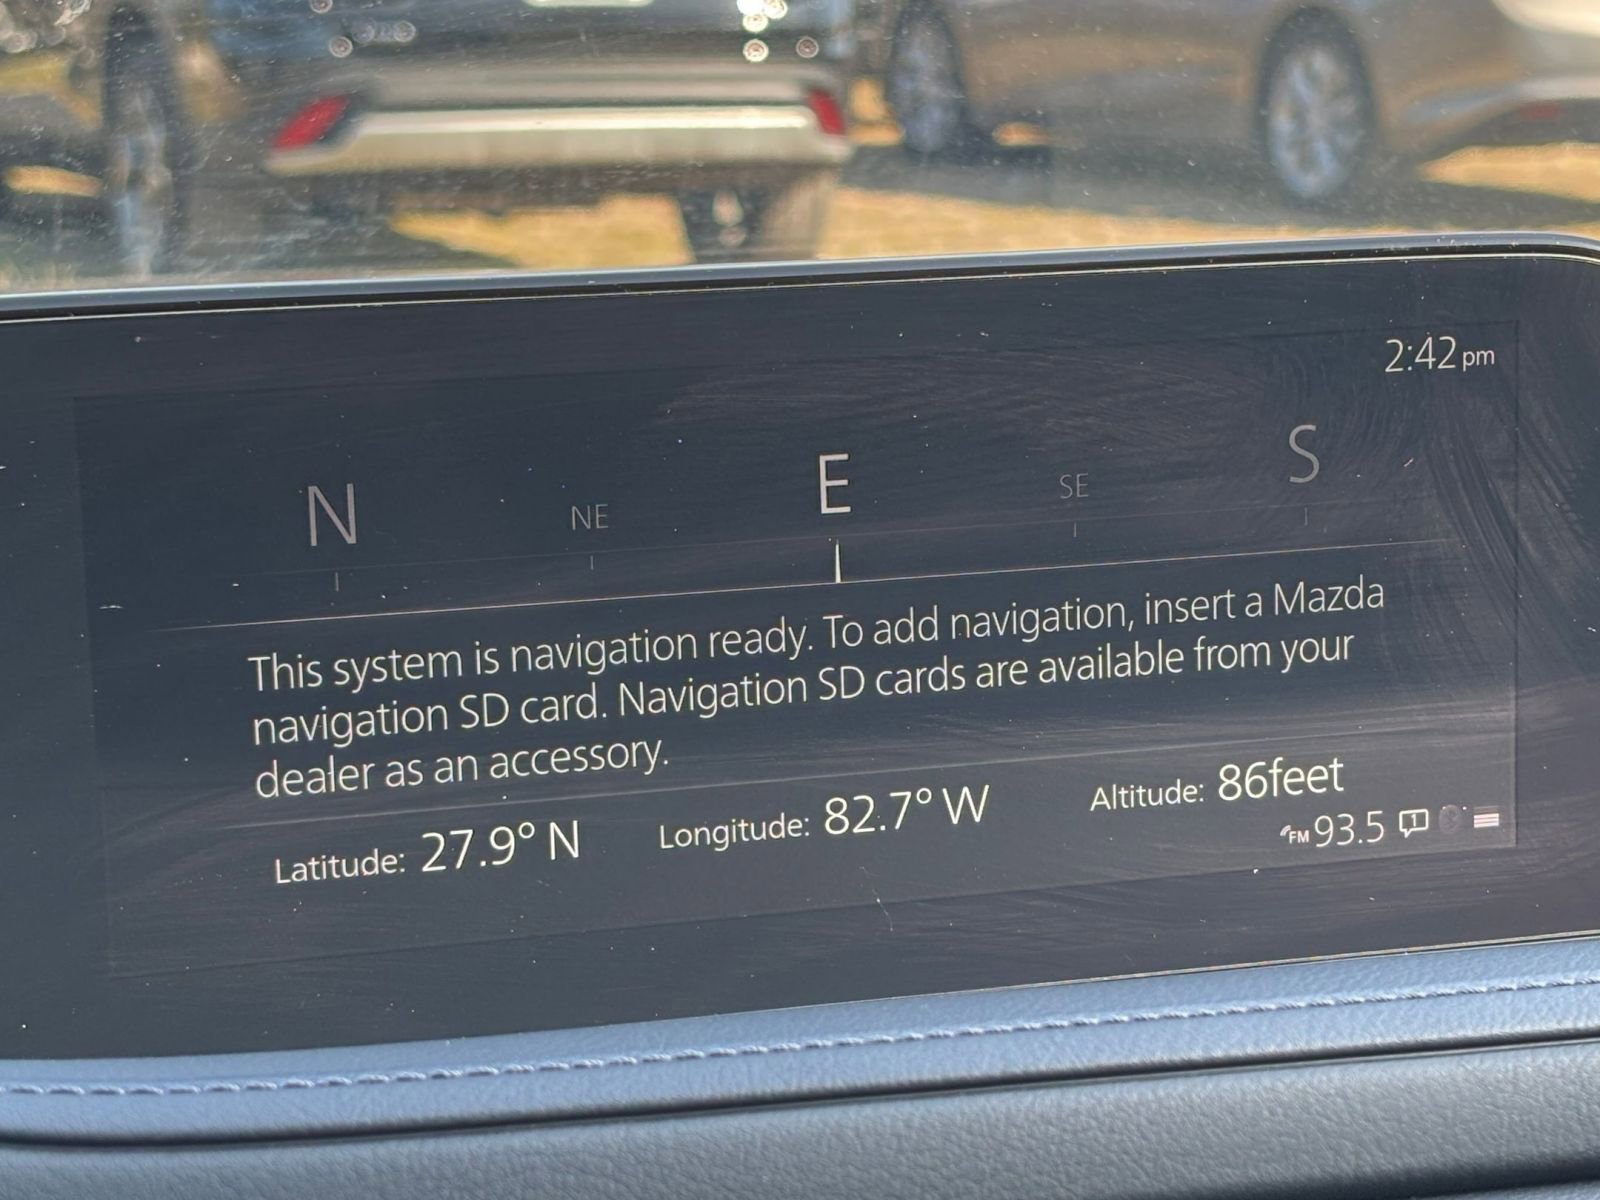 2:42 pm
N NE E SE S
This system is navigation ready. To add navigation, insert a Mazda
navigation SD card. Navigation SD cards are available from your
dealer as an accessory.
Latitude: 27.9° N Longitude: 82.7° W Altitude: 86feet
FM 93.5 1